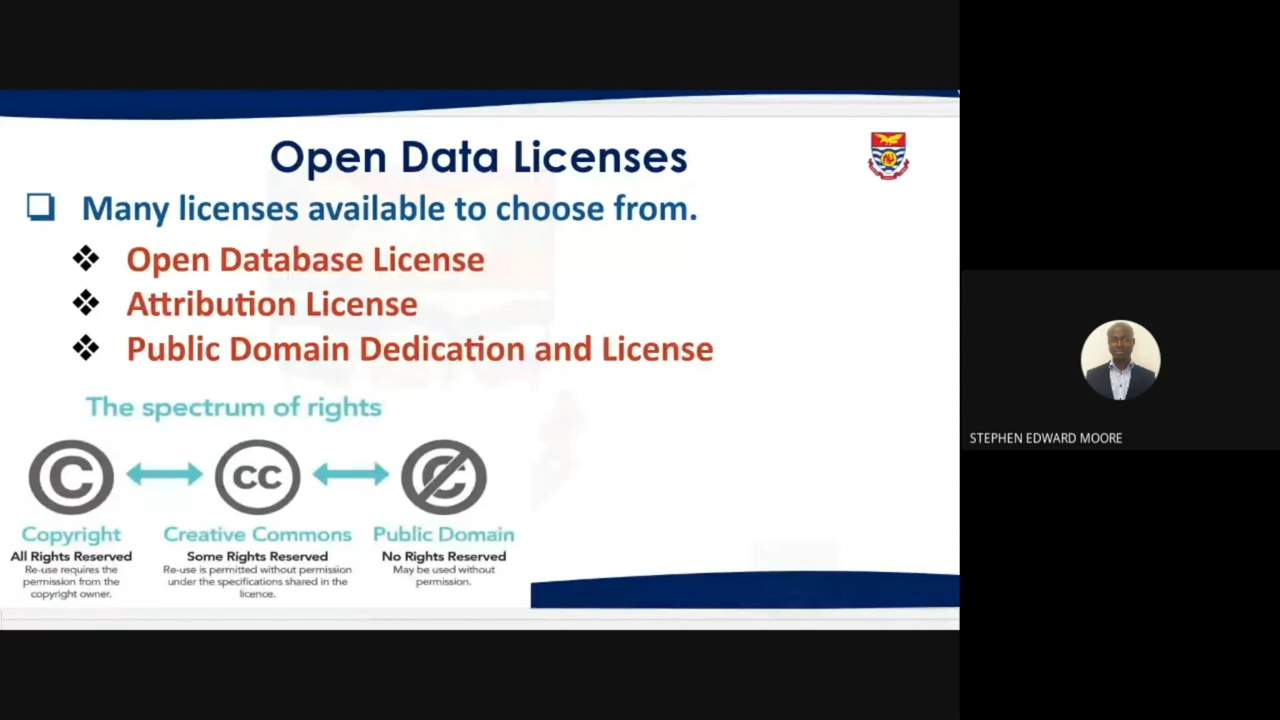 Open Data Licenses
Many licenses available to choose from.
Open Database License
Attribution License
Public Domain Dedication and License
The spectrum of rights
Copyright
All Rights Reserved
Re-use requires the
permission from the
copyright owner.
Creative Commons
Some Rights Reserved
Re-use is permitted without permission
under the specifications shared in the
licence.
Public Domain
No Rights Reserved
May be used without
permission.
STEPHEN EDWARD MOORE